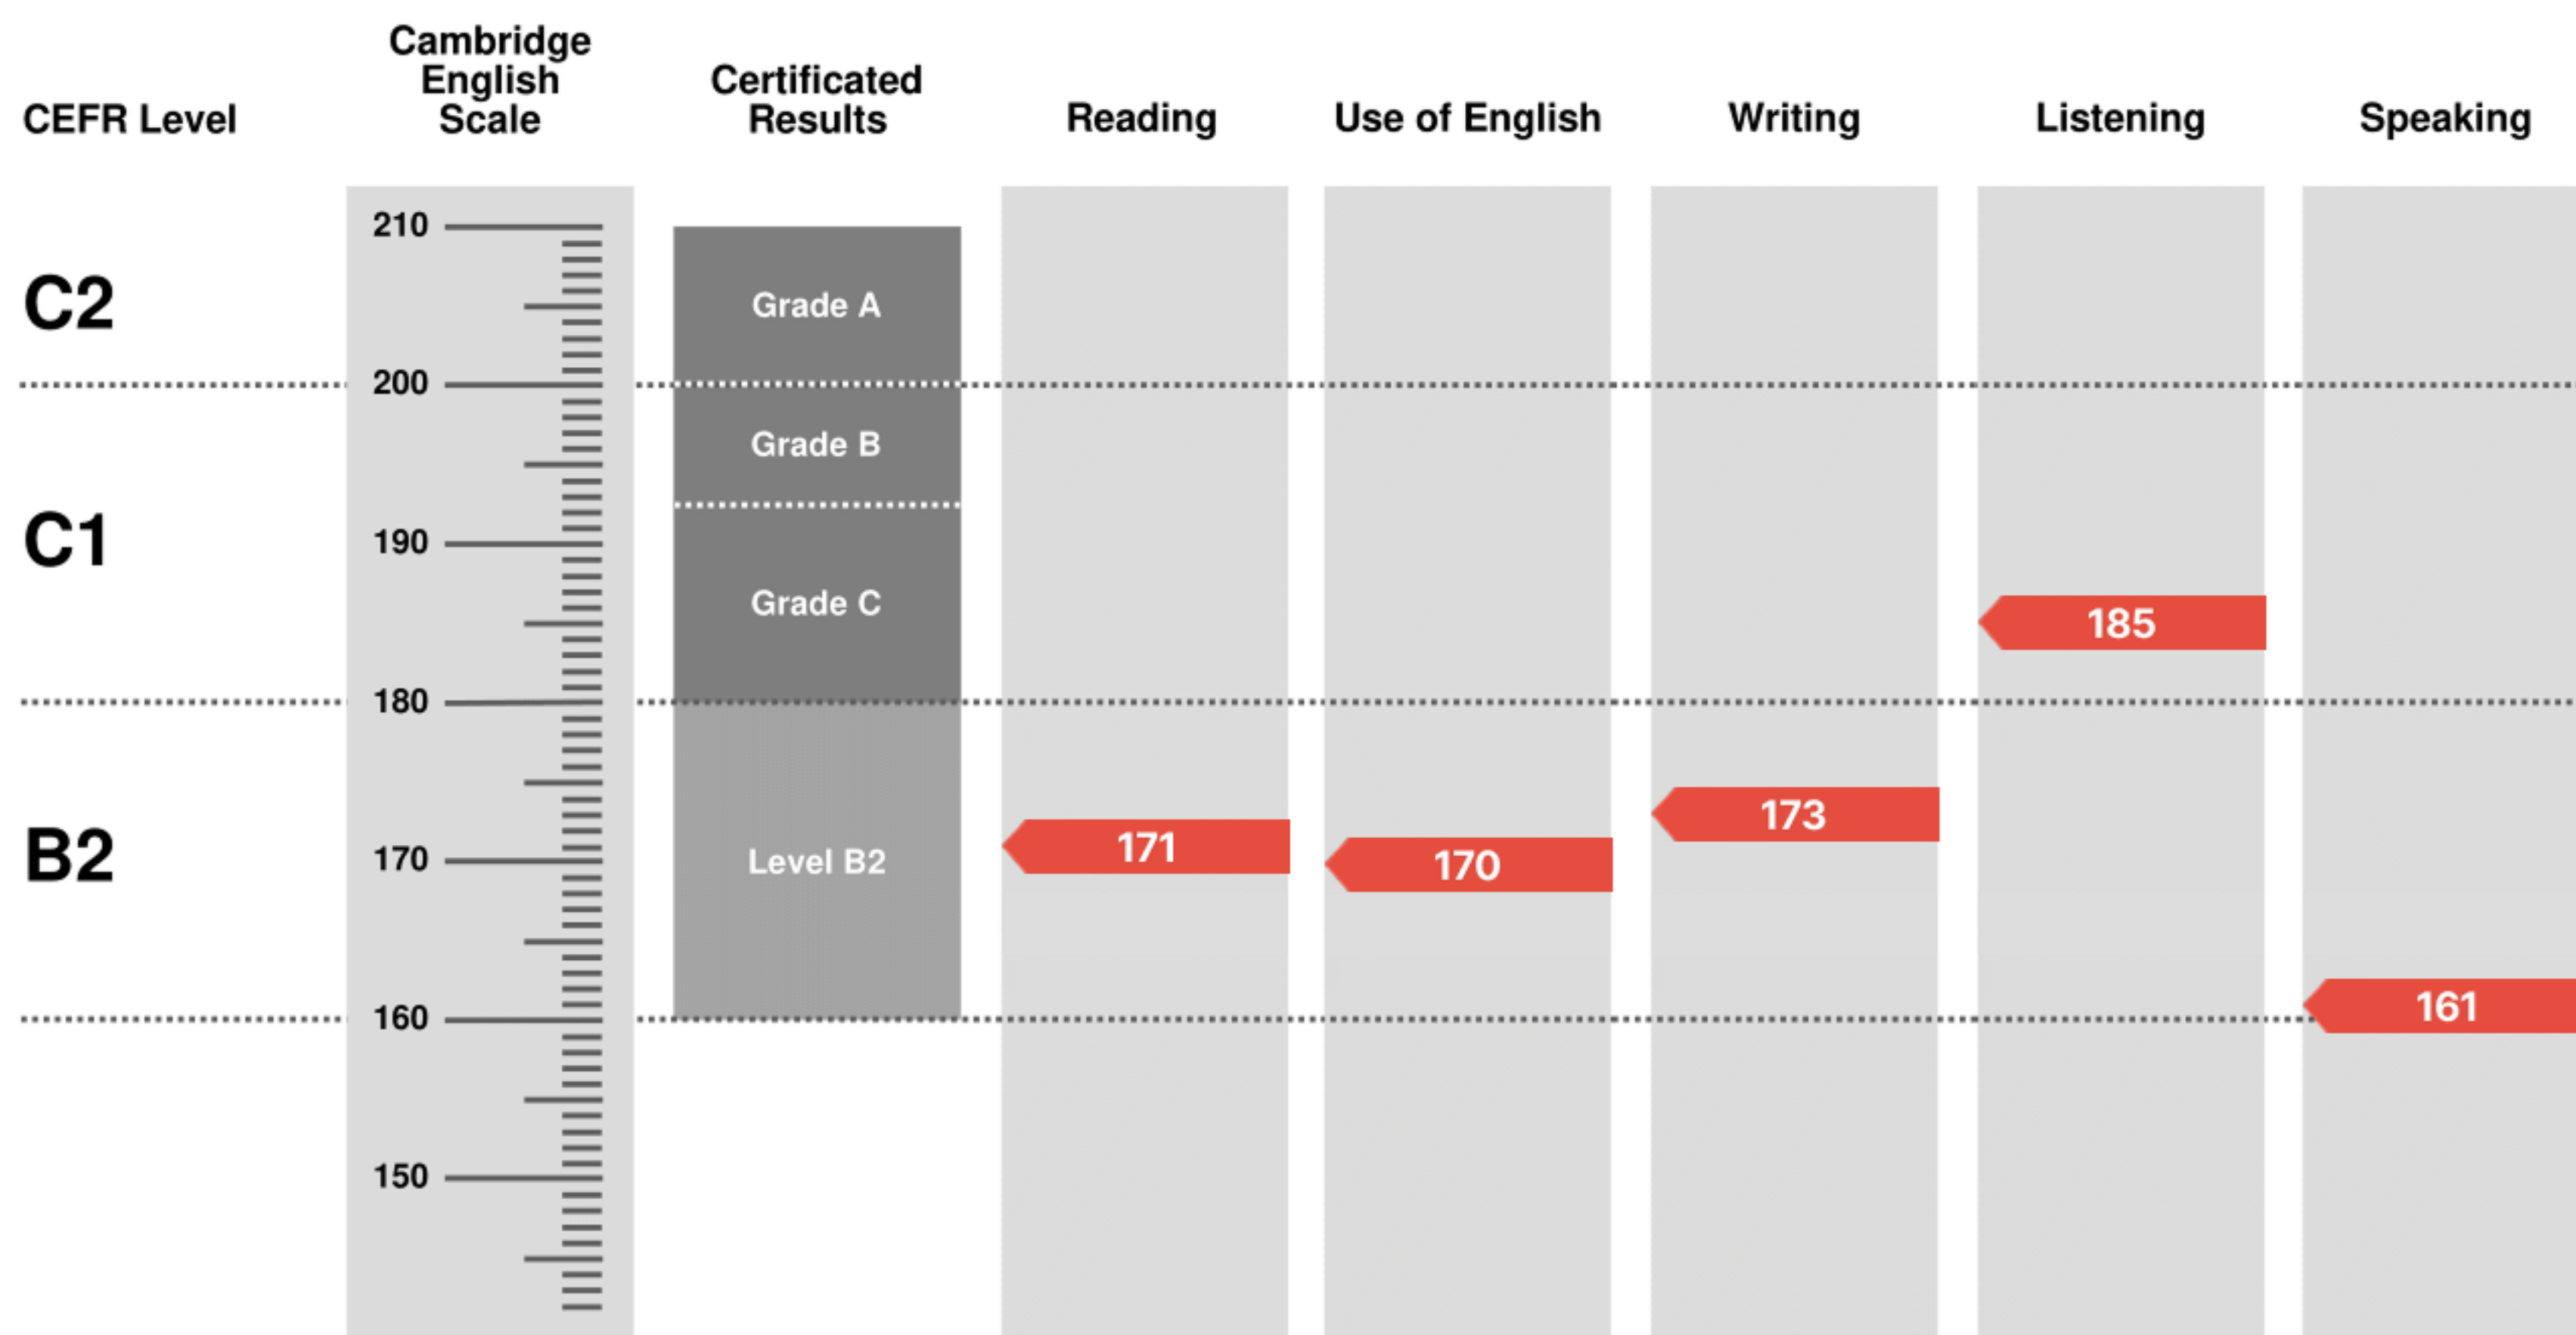 CEFR Level
Cambridge
English
Scale
Certificated
Results
Reading
Use of English
Writing
Listening
Speaking
210
C2
Grade A
200
Grade B
C1
190
Grade C
185
180
173
B2
170
Level B2
171
170
161
160
150